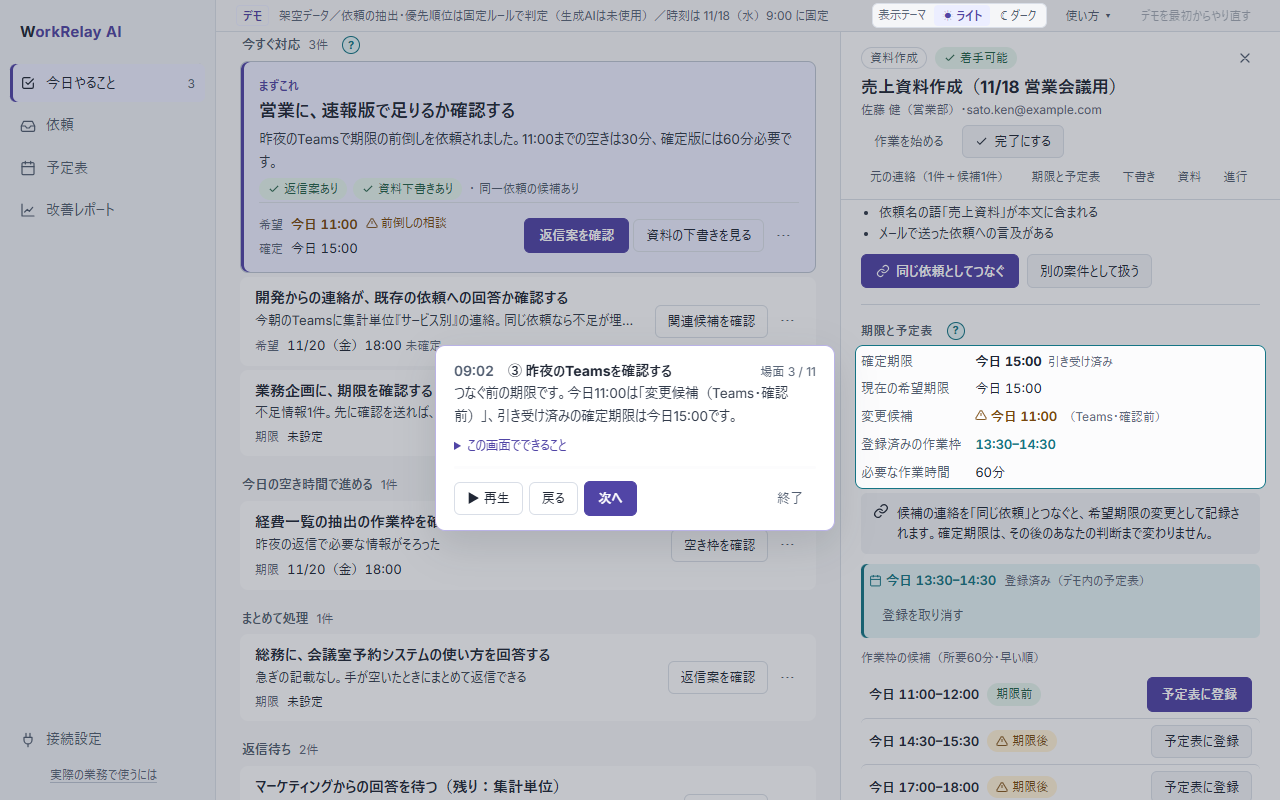 WorkRelay AI
今日やること 3
依頼
予定表
改善レポート
接続設定
実際の業務で使うには
デモ 架空データ／依頼の抽出・優先順位は固定ルールで判定（生成AIは未使用）／時刻は 11/18（水）9:00 に固定
表示テーマ ライト ダーク 使い方 ▾ デモを最初からやり直す
今すぐ対応 3件 ?
まずこれ
営業に、速報版で足りるか確認する
昨夜のTeamsで期限の前倒しを依頼されました。11:00までの空きは30分、確定版には60分必要で
す。
返信案あり 資料下書きあり ・同一依頼の候補あり
希望 今日 11:00 前倒しの相談
確定 今日 15:00
返信案を確認 資料の下書きを見る …
開発からの連絡が、既存の依頼への回答か確認する
今朝のTeamsに集計単位『サービス別』の連絡。同じ依頼なら不足が埋…
希望 11/20（金）18:00 未確定
関連候補を確認 …
業務企画に、期限を確認する
不足情報1件。先に確認を送れば、
期限 未設定
今日の空き時間で進める 1件
経費一覧の抽出の作業枠を確
昨夜の返信で必要な情報がそろった
期限 11/20（金）18:00
空き枠を確認 …
まとめて処理 1件
総務に、会議室予約システムの使い方を回答する
急ぎの記載なし。手が空いたときにまとめて返信できる
期限 未設定
返信案を確認 …
返信待ち 2件
マーケティングからの回答を待つ（残り：集計単位）
09:02 ③ 昨夜のTeamsを確認する 場面 3 / 11
つなぐ前の期限です。今日11:00は「変更候補（Teams・確認
前）」、引き受け済みの確定期限は今日15:00です。
▶ この画面でできること
▶ 再生 戻る 次へ 終了
資料作成 着手可能
売上資料作成（11/18 営業会議用）
佐藤 健（営業部）・sato.ken@example.com
作業を始める 完了にする
元の連絡（1件＋候補1件） 期限と予定表 下書き 資料 進行
• 依頼名の語「売上資料」が本文に含まれる
• メールで送った依頼への言及がある
同じ依頼としてつなぐ 別の案件として扱う
期限と予定表 ?
確定期限 今日 15:00 引き受け済み
現在の希望期限 今日 15:00
変更候補 今日 11:00 （Teams・確認前）
登録済みの作業枠 13:30–14:30
必要な作業時間 60分
候補の連絡を「同じ依頼」とつなぐと、希望期限の変更として記録さ
れます。確定期限は、その後のあなたの判断まで変わりません。
今日 13:30–14:30 登録済み（デモ内の予定表）
登録を取り消す
作業枠の候補（所要60分・早い順）
今日 11:00–12:00 期限前 予定表に登録
今日 14:30–15:30 期限後 予定表に登録
今日 17:00–18:00 期限後 予定表に登録